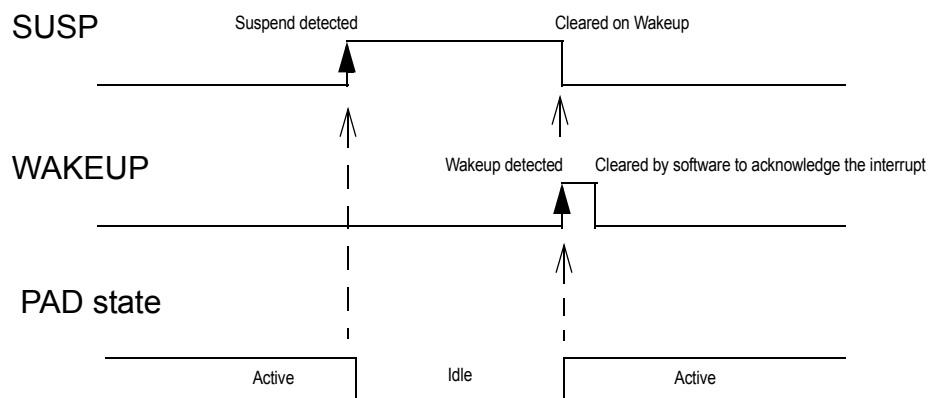 SUSP
Suspend detected
Cleared on Wakeup
WAKEUP
Wakeup detected
Cleared by software to acknowledge the interrupt
PAD state
Active
Idle
Active